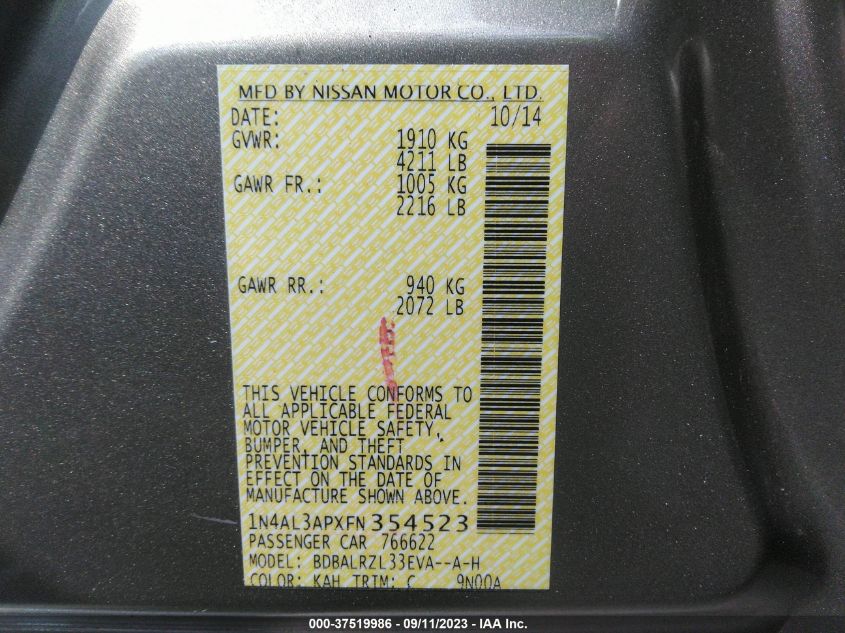 MFD BY NISSAN MOTOR CO., LTD.
DATE: 10/14
GVWR: 1910 KG
4211 LB
GAWR FR.: 1005 KG
2216 LB
GAWR RR.: 940 KG
2072 LB
THIS VEHICLE CONFORMS TO
ALL APPLICABLE FEDERAL
MOTOR VEHICLE SAFETY,
BUMPER, AND THEFT
PREVENTION STANDARDS IN
EFFECT ON THE DATE OF
MANUFACTURE SHOWN ABOVE.
1N4AL3APXFN354523
PASSENGER CAR 766622
MODEL: BDBALRZL33EVA--A-H
COLOR: KAH TRIM: C 9N00A
000-37519986 - 09/11/2023 - IAA Inc.